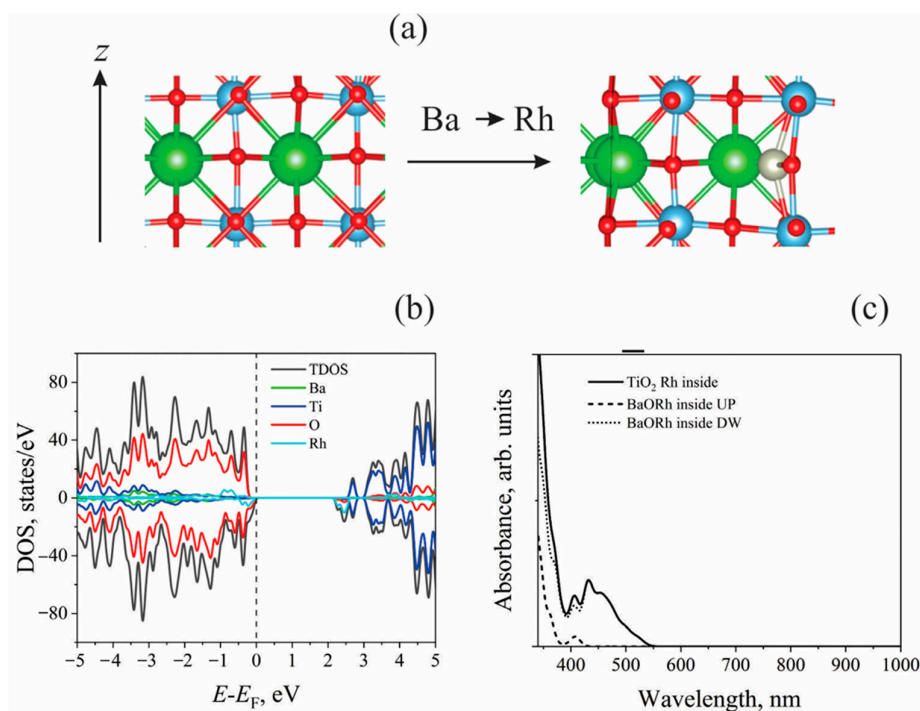 (a)
z
Ba → Rh
(b)
(c)
80
40
0
−40
−80
DOS, states/eV
TDOS
Ba
Ti
O
Rh
−5 −4 −3 −2 −1 0 1 2 3 4 5
E-E_F, eV
Absorbance, arb. units
TiO₂ Rh inside
BaORh inside UP
BaORh inside DW
400 500 600 700 800 900 1000
Wavelength, nm